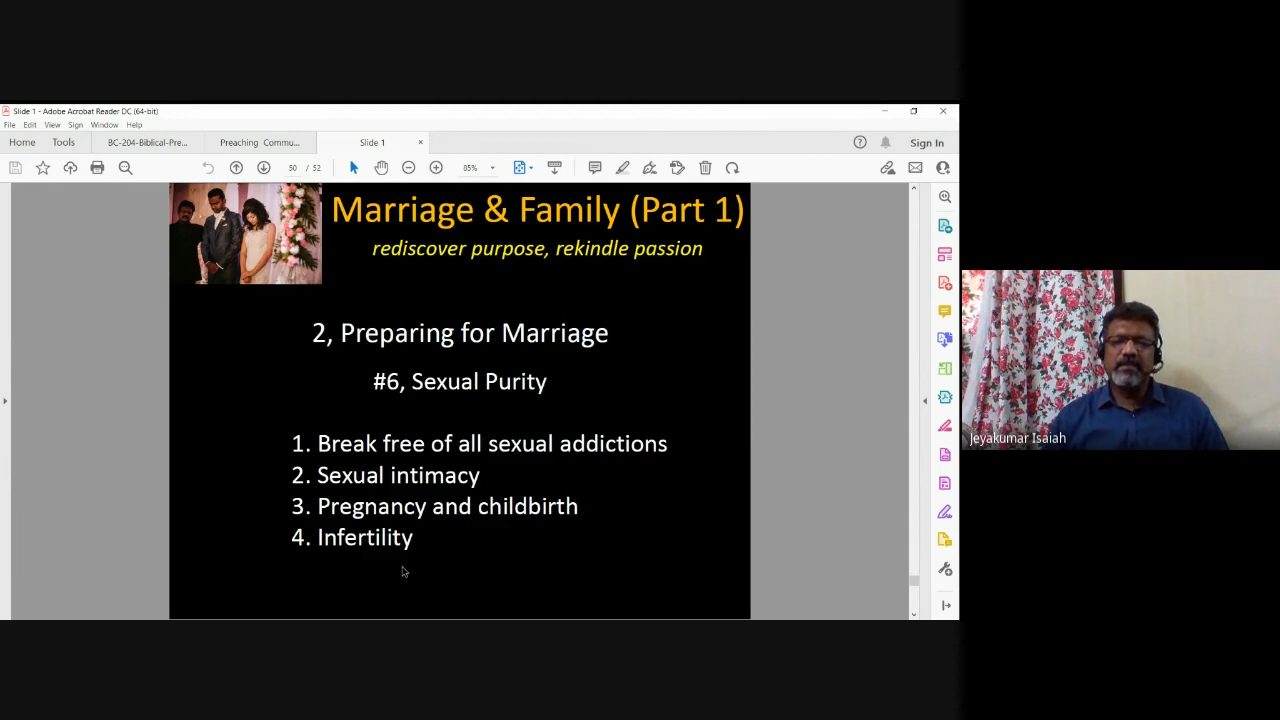 Slide 1 - Adobe Acrobat Reader DC (64-bit)
File Edit View Sign Window Help
Home Tools BC-204-Biblical-Pre... Preaching Commu... Slide 1 Sign In
50 / 52 85%
Marriage & Family (Part 1)
rediscover purpose, rekindle passion
2, Preparing for Marriage
#6, Sexual Purity
1. Break free of all sexual addictions
2. Sexual intimacy
3. Pregnancy and childbirth
4. Infertility
Jeyakumar Isaiah